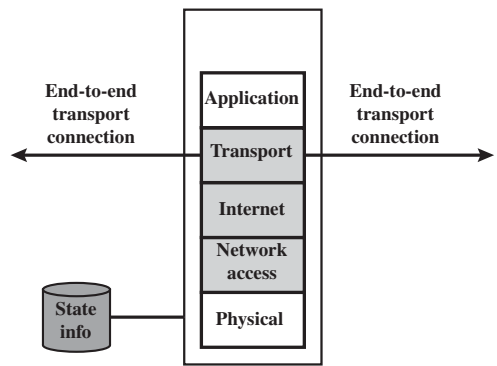 End-to-end
transport
connection
Application
Transport
Internet
Network
access
Physical
End-to-end
transport
connection
State
info